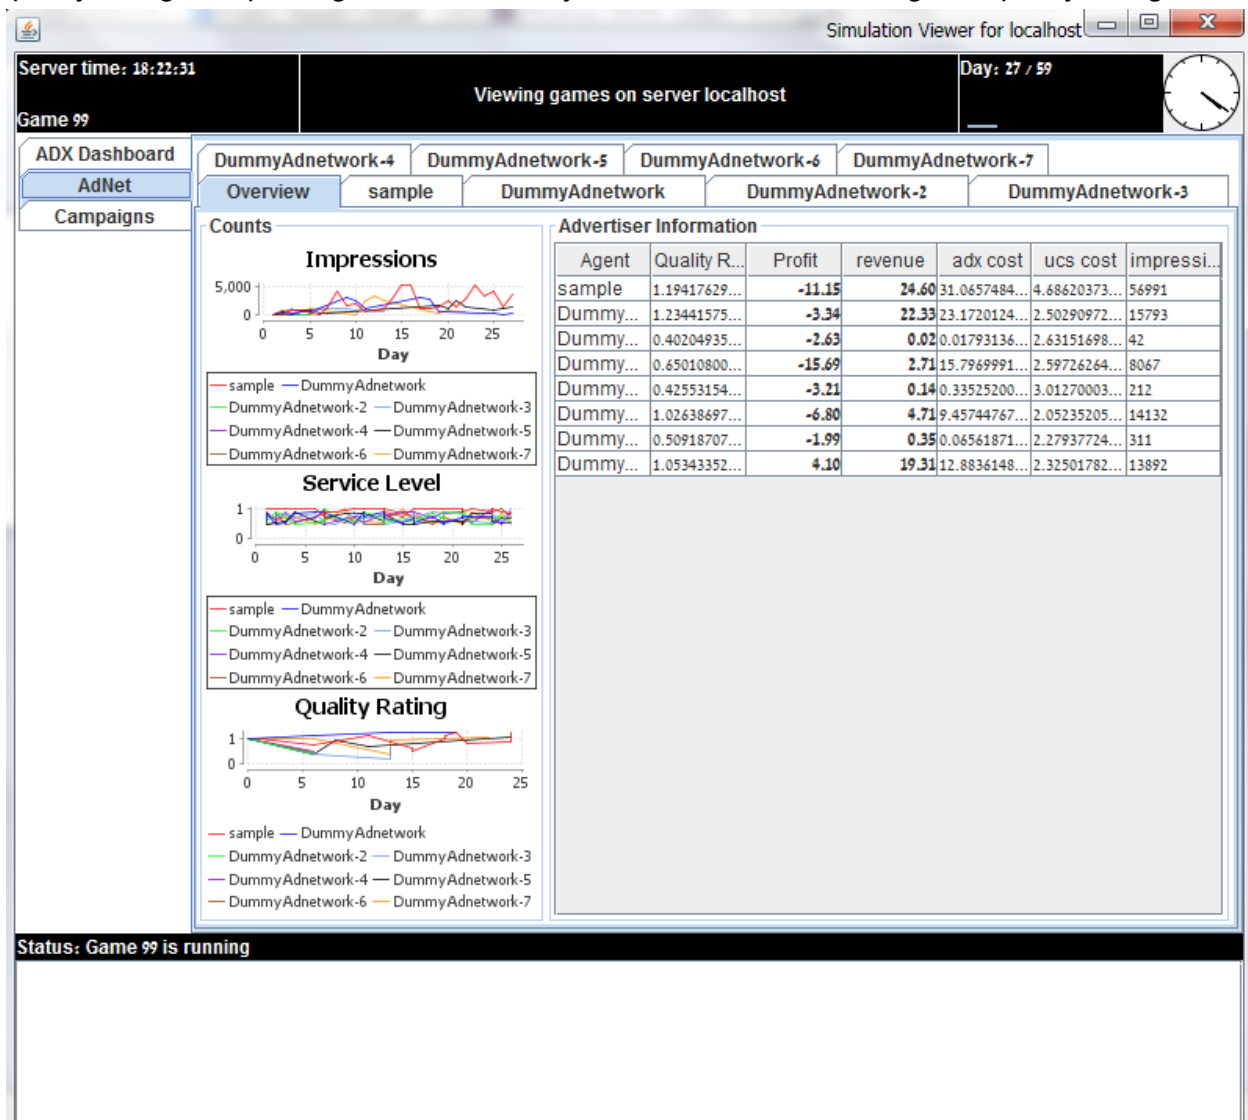 Simulation Viewer for localhost
Server time: 18:22:31
Game 99
Viewing games on server localhost
Day: 27 / 59
ADX Dashboard
AdNet
Campaigns
DummyAdnetwork-4 DummyAdnetwork-5 DummyAdnetwork-6 DummyAdnetwork-7
Overview sample DummyAdnetwork DummyAdnetwork-2 DummyAdnetwork-3
Counts
Impressions
5,000
0
0 5 10 15 20 25
Day
sample DummyAdnetwork
DummyAdnetwork-2 DummyAdnetwork-3
DummyAdnetwork-4 DummyAdnetwork-5
DummyAdnetwork-6 DummyAdnetwork-7
Service Level
1
0
0 5 10 15 20 25
Day
sample DummyAdnetwork
DummyAdnetwork-2 DummyAdnetwork-3
DummyAdnetwork-4 DummyAdnetwork-5
DummyAdnetwork-6 DummyAdnetwork-7
Quality Rating
1
0
0 5 10 15 20 25
Day
sample DummyAdnetwork
DummyAdnetwork-2 DummyAdnetwork-3
DummyAdnetwork-4 DummyAdnetwork-5
DummyAdnetwork-6 DummyAdnetwork-7
Advertiser Information
Agent Quality R... Profit revenue adx cost ucs cost impressi...
sample 1.19417629... -11.15 24.60 31.0657484... 4.68620373... 56991
Dummy... 1.23441575... -3.34 22.33 23.1720124... 2.50290972... 15793
Dummy... 0.40204935... -2.63 0.02 0.01793136... 2.63151698... 42
Dummy... 0.65010800... -15.69 2.71 15.7969991... 2.59726264... 8067
Dummy... 0.42553154... -3.21 0.14 0.33525200... 3.01270003... 212
Dummy... 1.02638697... -6.80 4.71 9.45744767... 2.05235205... 14132
Dummy... 0.50918707... -1.99 0.35 0.06561871... 2.27937724... 311
Dummy... 1.05343352... 4.10 19.31 12.8836148... 2.32501782... 13892
Status: Game 99 is running